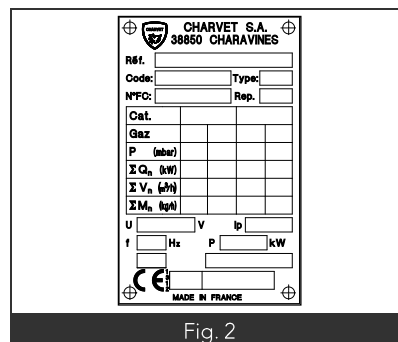 CHARVET
CHARVET S.A.
38850 CHARAVINES
Réf.
Code: Type:
N°FC: Rep.
Cat.
Gaz
P (mbar)
Σ Qn (kW)
Σ Vn (m³/h)
Σ Mn (kg/h)
U V Ip
f Hz P kW
CE
MADE IN FRANCE
Fig. 2